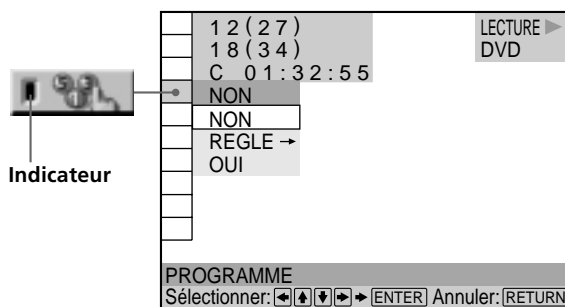 12(27)
18(34)
C 01:32:55
LECTURE
DVD
NON
NON
REGLE →
OUI
Indicateur
PROGRAMME
Sélectionner: ← ↑ ↓ → → ENTER Annuler: RETURN